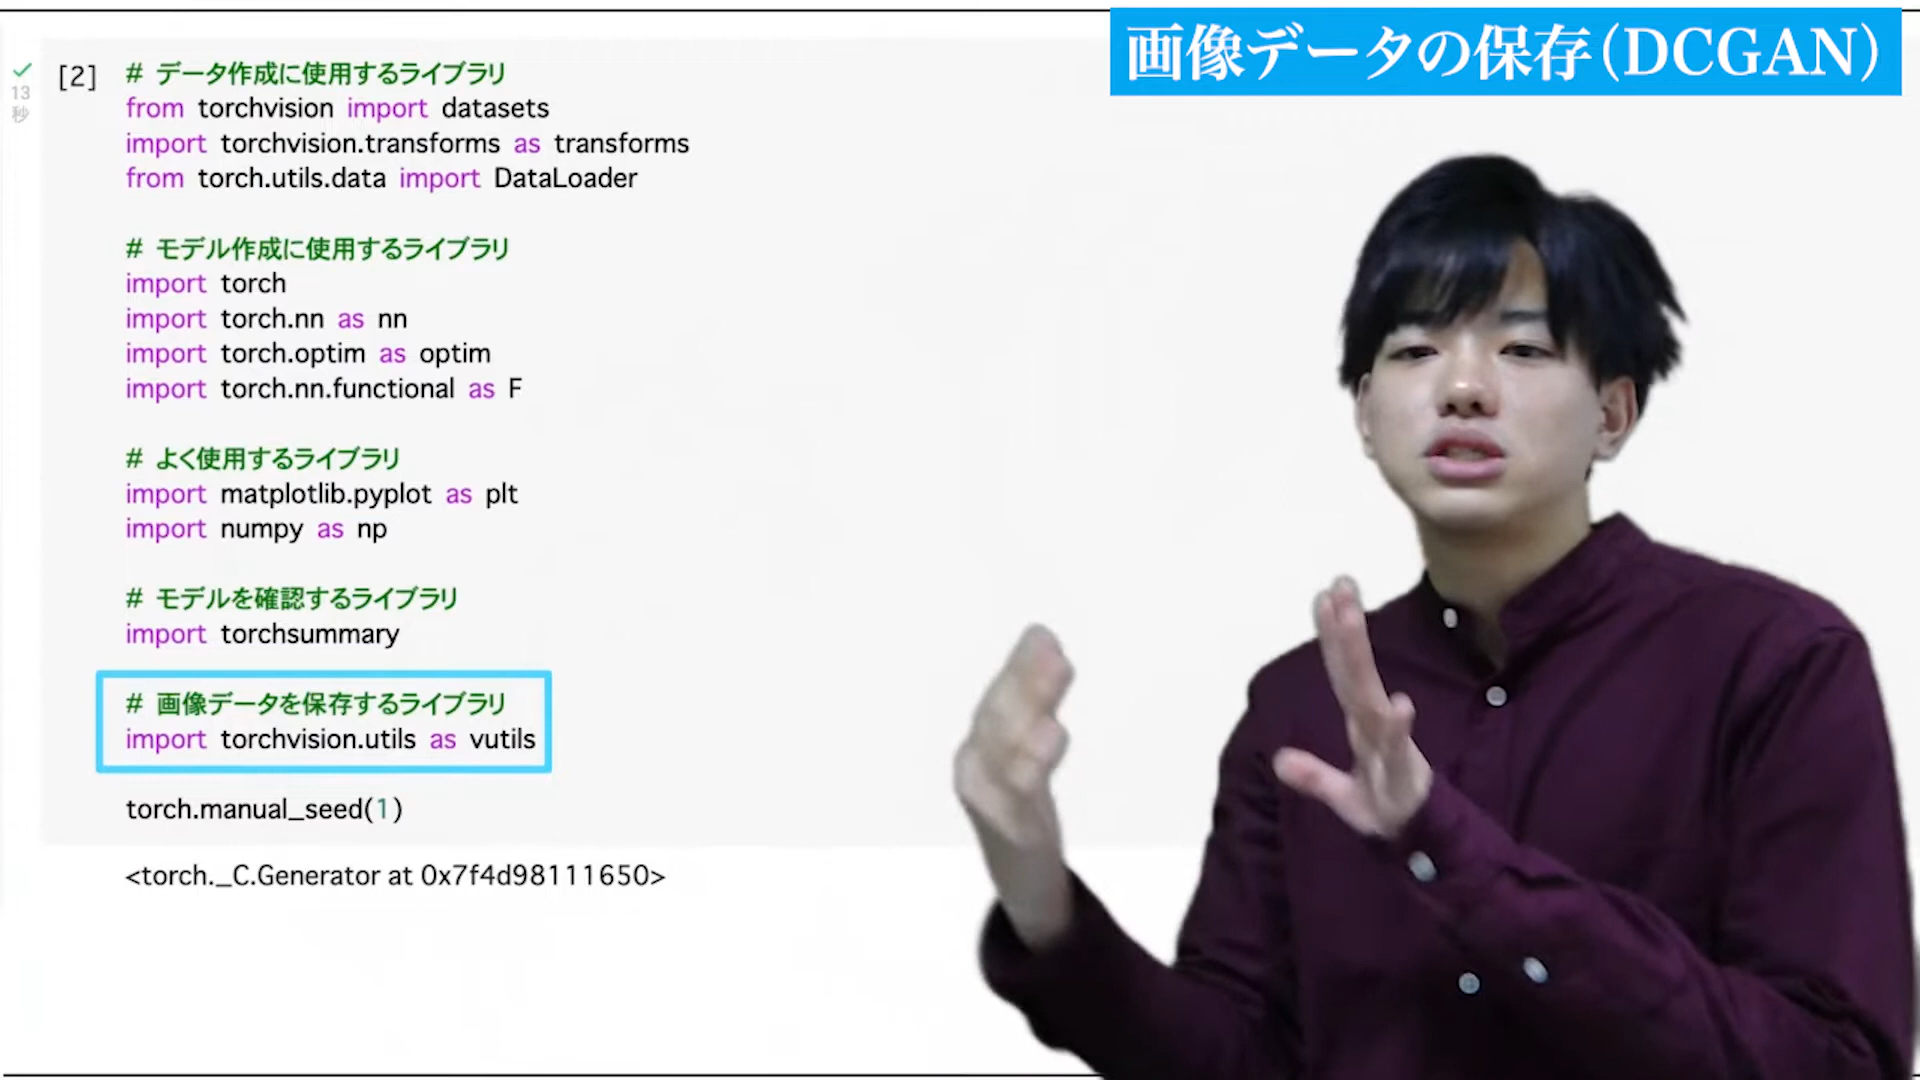 画像データの保存（DCGAN）
13
秒
[2]
# データ作成に使用するライブラリ
from torchvision import datasets
import torchvision.transforms as transforms
from torch.utils.data import DataLoader
# モデル作成に使用するライブラリ
import torch
import torch.nn as nn
import torch.optim as optim
import torch.nn.functional as F
# よく使用するライブラリ
import matplotlib.pyplot as plt
import numpy as np
# モデルを確認するライブラリ
import torchsummary
# 画像データを保存するライブラリ
import torchvision.utils as vutils
torch.manual_seed(1)
<torch._C.Generator at 0x7f4d98111650>